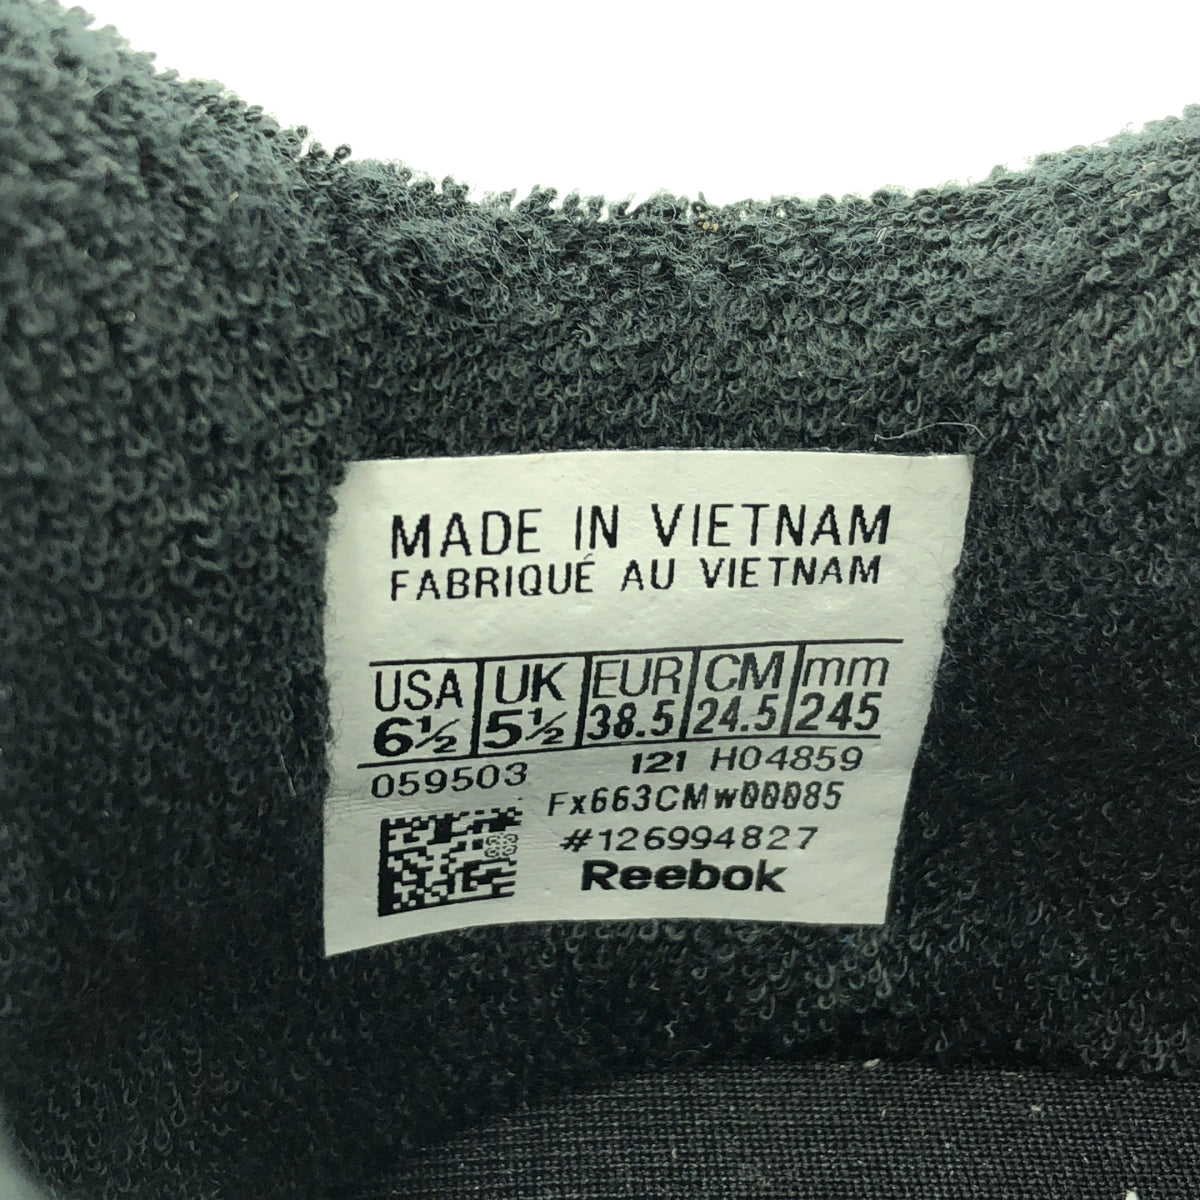 MADE IN VIETNAM
FABRIQUÉ AU VIETNAM
USA UK EUR CM mm
6½ 5½ 38.5 24.5 245
059503 121 H04859
Fx663CMw00085
#126994827
Reebok